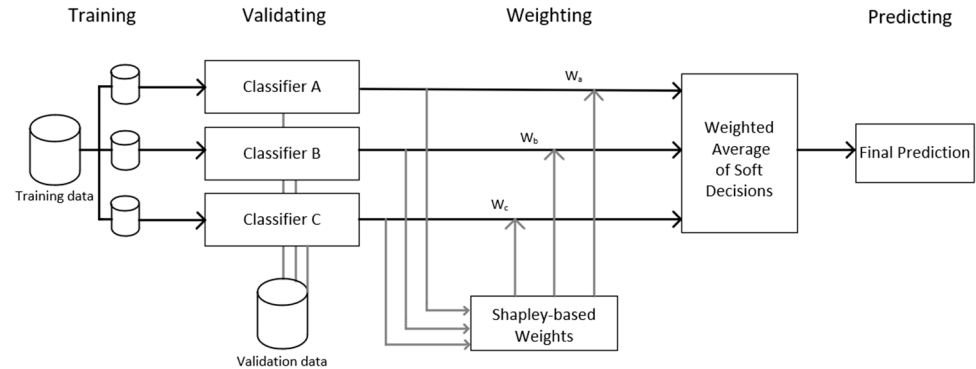 Training
Validating
Weighting
Predicting
Classifier A
Wa
Weighted
Average
of Soft
Decisions
Classifier B
Wb
Final Prediction
Training data
Classifier C
Wc
Shapley-based
Weights
Validation data